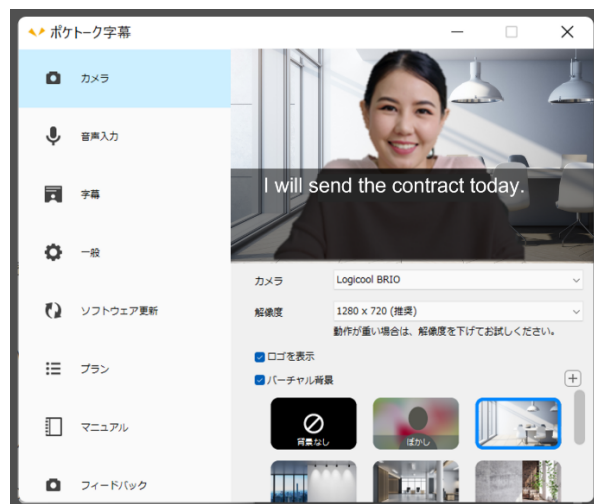 ポケトーク字幕
カメラ
音声入力
字幕
一般
ソフトウェア更新
プラン
マニュアル
フィードバック
I will send the contract today.
カメラ
Logicool BRIO
解像度
1280 x 720 (推奨)
動作が重い場合は、解像度を下げてお試しください。
ロゴを表示
バーチャル背景
背景なし
ぼかし